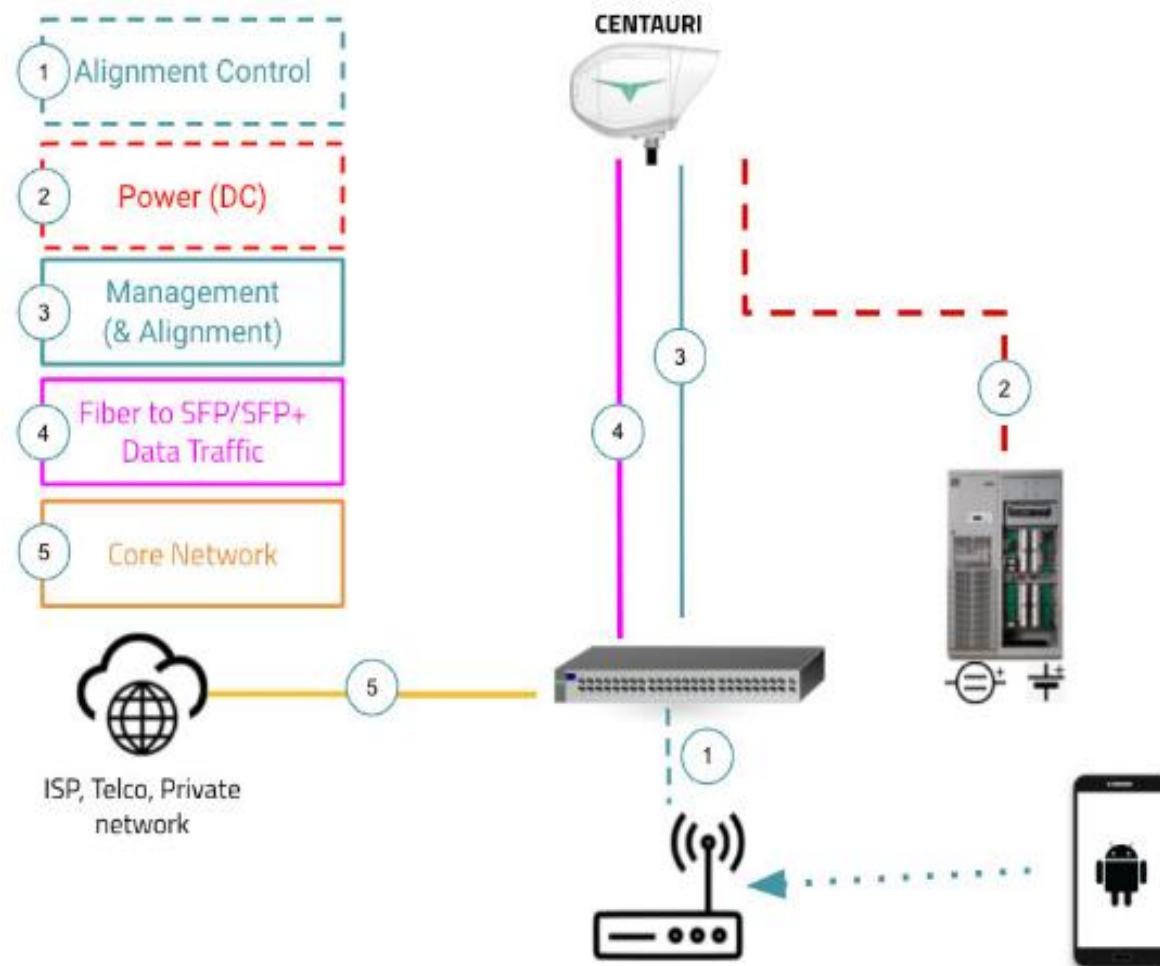 CENTAURI
1
Alignment Control
2
Power (DC)
3
Management
(& Alignment)
4
Fiber to SFP/SFP+
Data Traffic
5
Core Network
3
4
2
5
1
ISP, Telco, Private
network